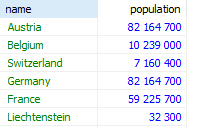 name population
Austria 82 164 700
Belgium 10 239 000
Switzerland 7 160 400
Germany 82 164 700
France 59 225 700
Liechtenstein 32 300